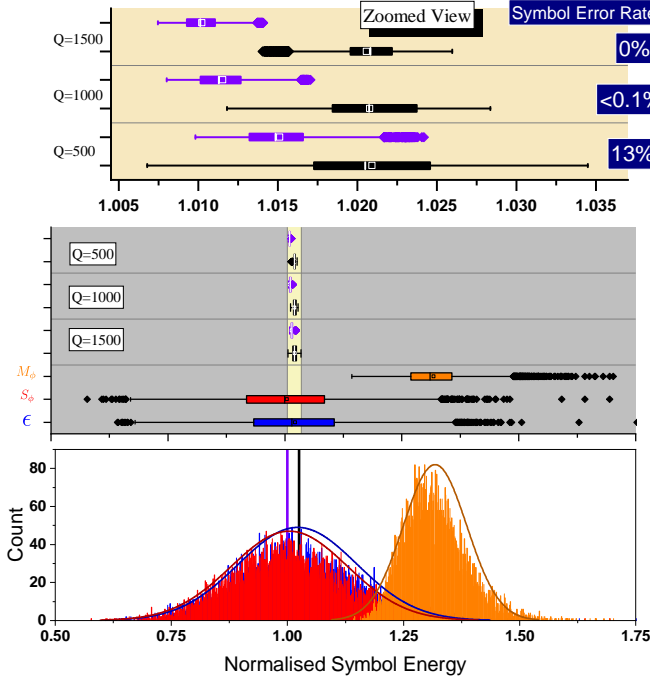 Zoomed View
Symbol Error Rate
Q=1500
0%
Q=1000
<0.1%
Q=500
13%
1.005 1.010 1.015 1.020 1.025 1.030 1.035
Q=500
Q=1000
Q=1500
M_ϕ
S_ϕ
ϵ
80
60
40
20
0
Count
0.50 0.75 1.00 1.25 1.50 1.75
Normalised Symbol Energy